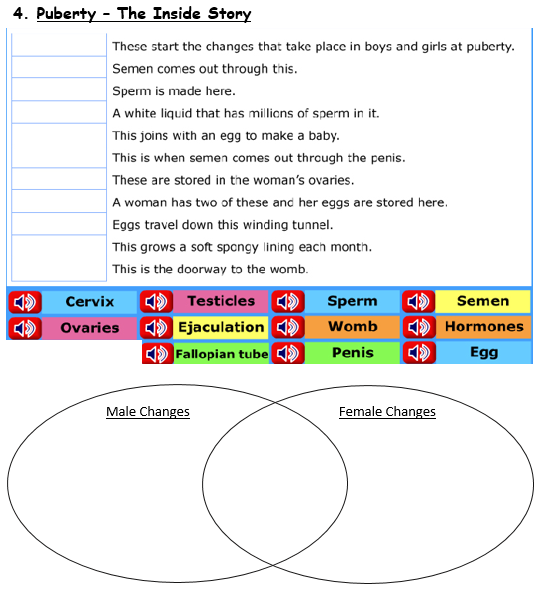 4. Puberty – The Inside Story
These start the changes that take place in boys and girls at puberty.
Semen comes out through this.
Sperm is made here.
A white liquid that has millions of sperm in it.
This joins with an egg to make a baby.
This is when semen comes out through the penis.
These are stored in the woman's ovaries.
A woman has two of these and her eggs are stored here.
Eggs travel down this winding tunnel.
This grows a soft spongy lining each month.
This is the doorway to the womb.
Cervix Testicles Sperm Semen
Ovaries Ejaculation Womb Hormones
Fallopian tube Penis Egg
Male Changes Female Changes